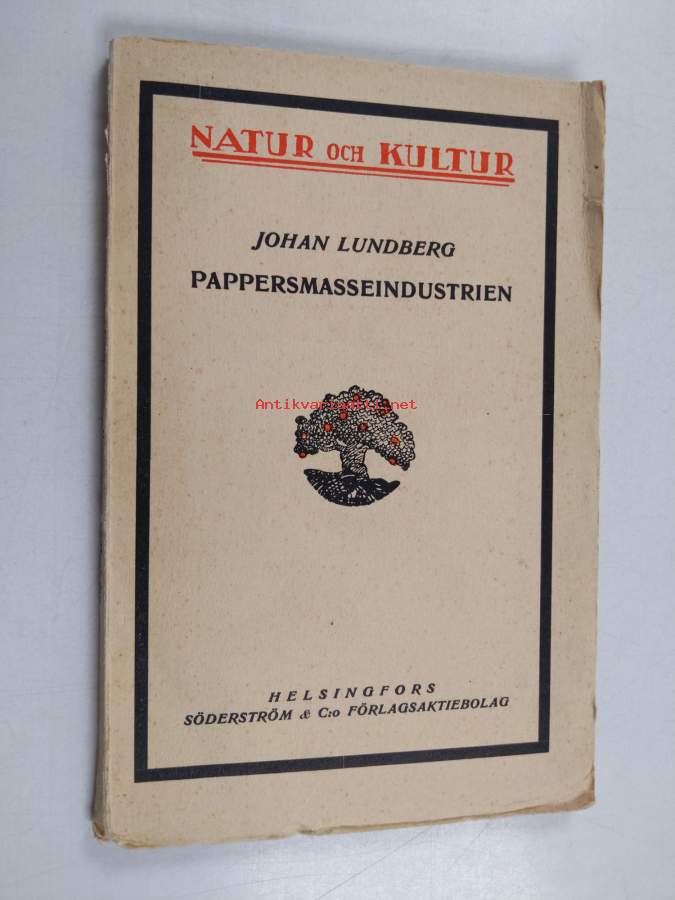 NATUR OCH KULTUR
JOHAN LUNDBERG
PAPPERSMASSEINDUSTRIEN
Antikvariaatti.net
HELSINGFORS
SÖDERSTRÖM & C:o FÖRLAGSAKTIEBOLAG